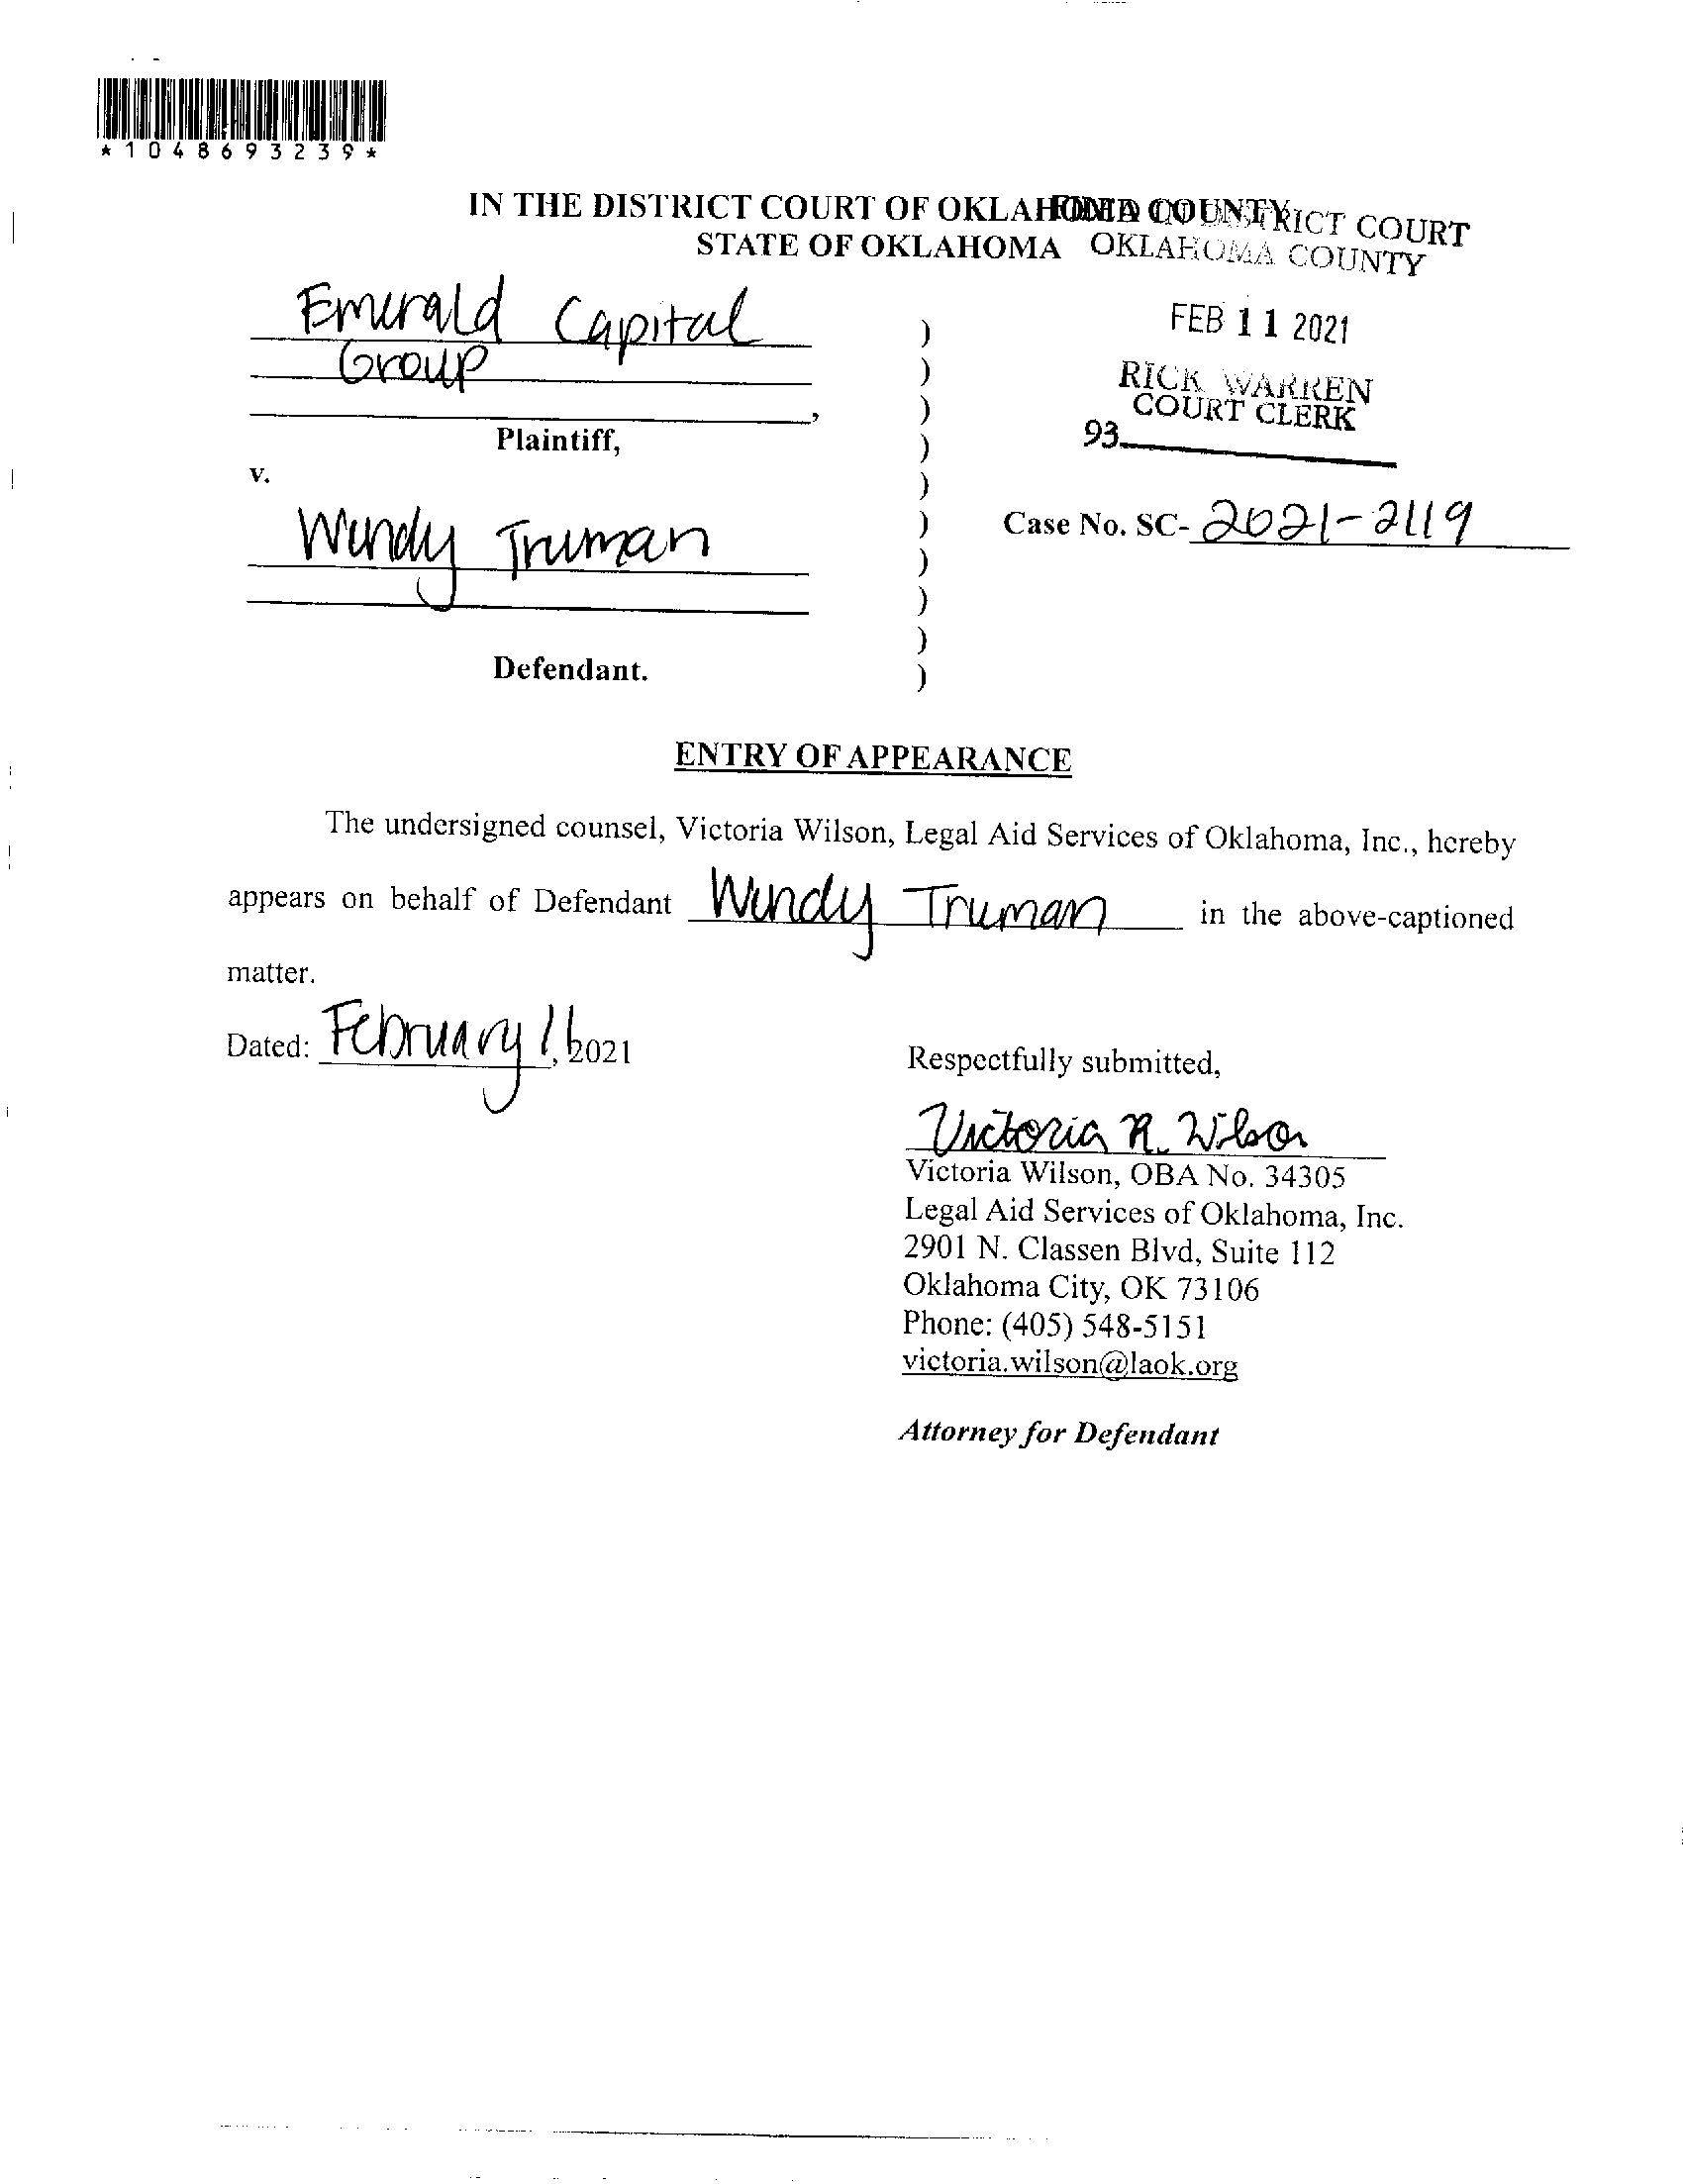 *1048693239*
IN THE DISTRICT COURT OF OKLAHOMA COUNTY
STATE OF OKLAHOMA
FILED IN DISTRICT COURT
OKLAHOMA COUNTY
FEB 11 2021
RICK WARREN
COURT CLERK
93
Emerald Capital
Group
,
Plaintiff,
v.
Wendy Truman
Defendant.
)
)
)
)
)
)
)
)
)
)
Case No. SC- 2021-2119
ENTRY OF APPEARANCE
The undersigned counsel, Victoria Wilson, Legal Aid Services of Oklahoma, Inc., hereby
appears on behalf of Defendant Wendy Truman in the above-captioned
matter.
Dated: February 11, 2021
Respectfully submitted,
Victoria R. Wilson
Victoria Wilson, OBA No. 34305
Legal Aid Services of Oklahoma, Inc.
2901 N. Classen Blvd, Suite 112
Oklahoma City, OK 73106
Phone: (405) 548-5151
victoria.wilson@laok.org
Attorney for Defendant